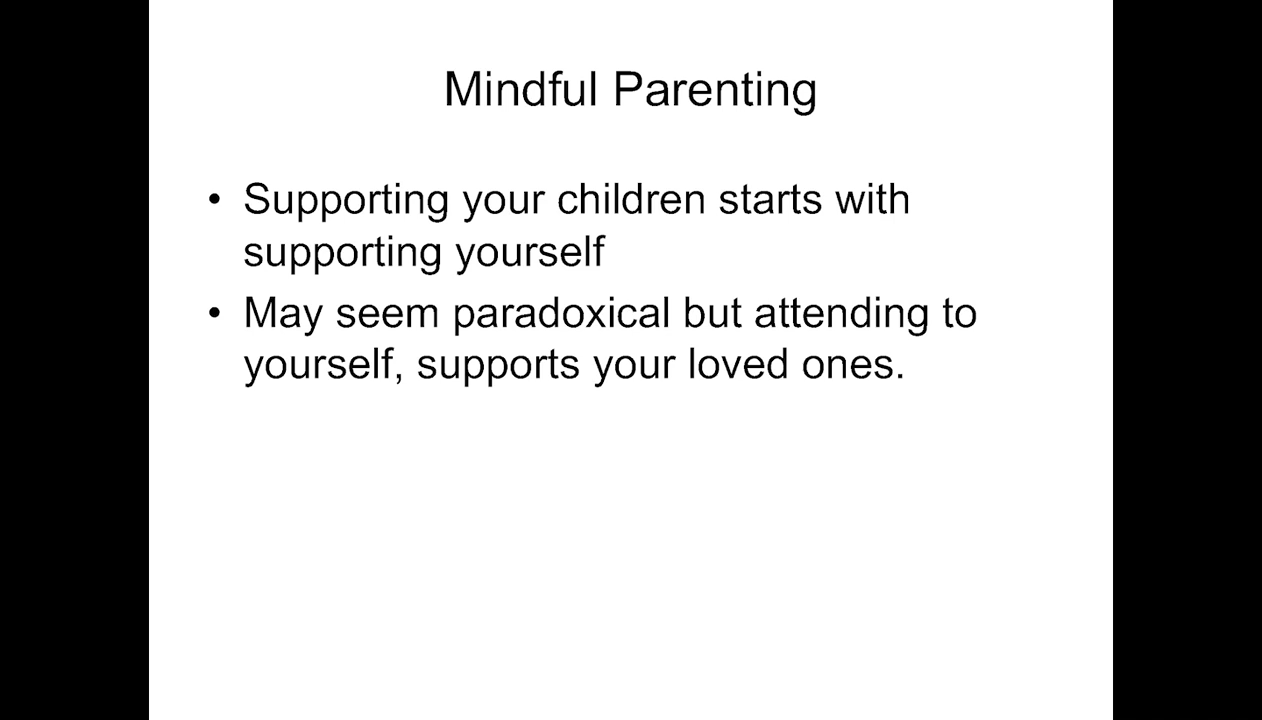 Mindful Parenting
• Supporting your children starts with
supporting yourself
• May seem paradoxical but attending to
yourself, supports your loved ones.